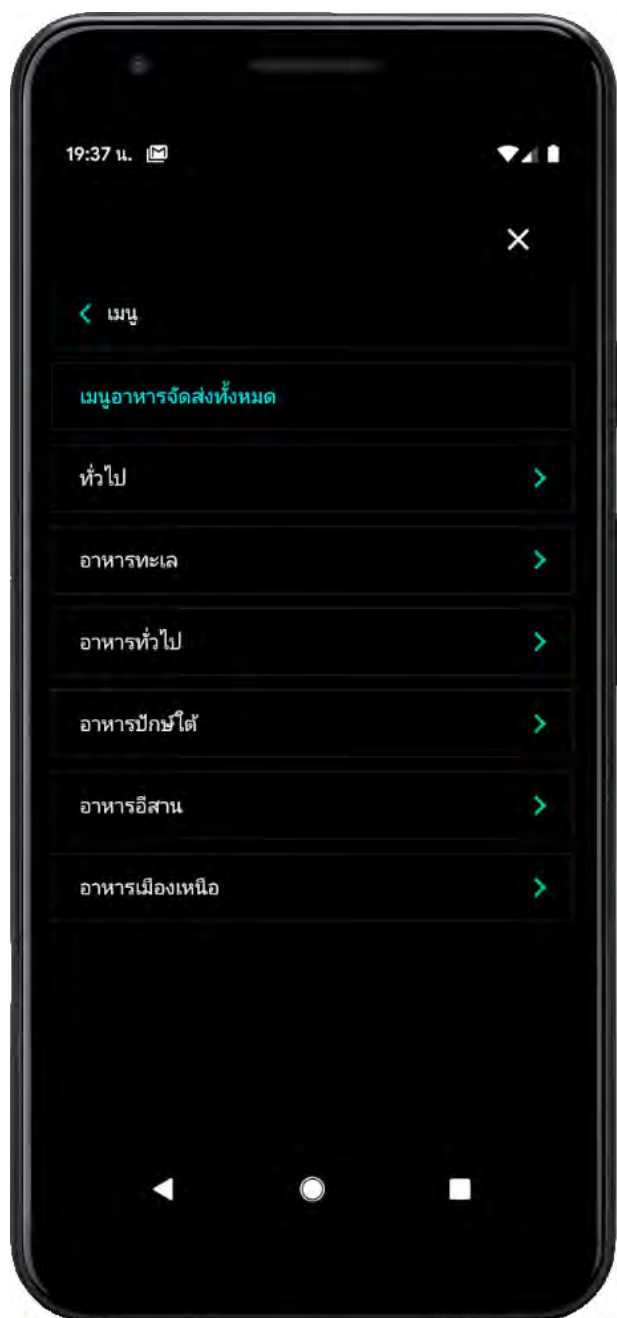 19:37 น.
เมนู
เมนูอาหารจัดส่งทั้งหมด
ทั่วไป
อาหารทะเล
อาหารทั่วไป
อาหารปักษ์ใต้
อาหารอีสาน
อาหารเมืองเหนือ